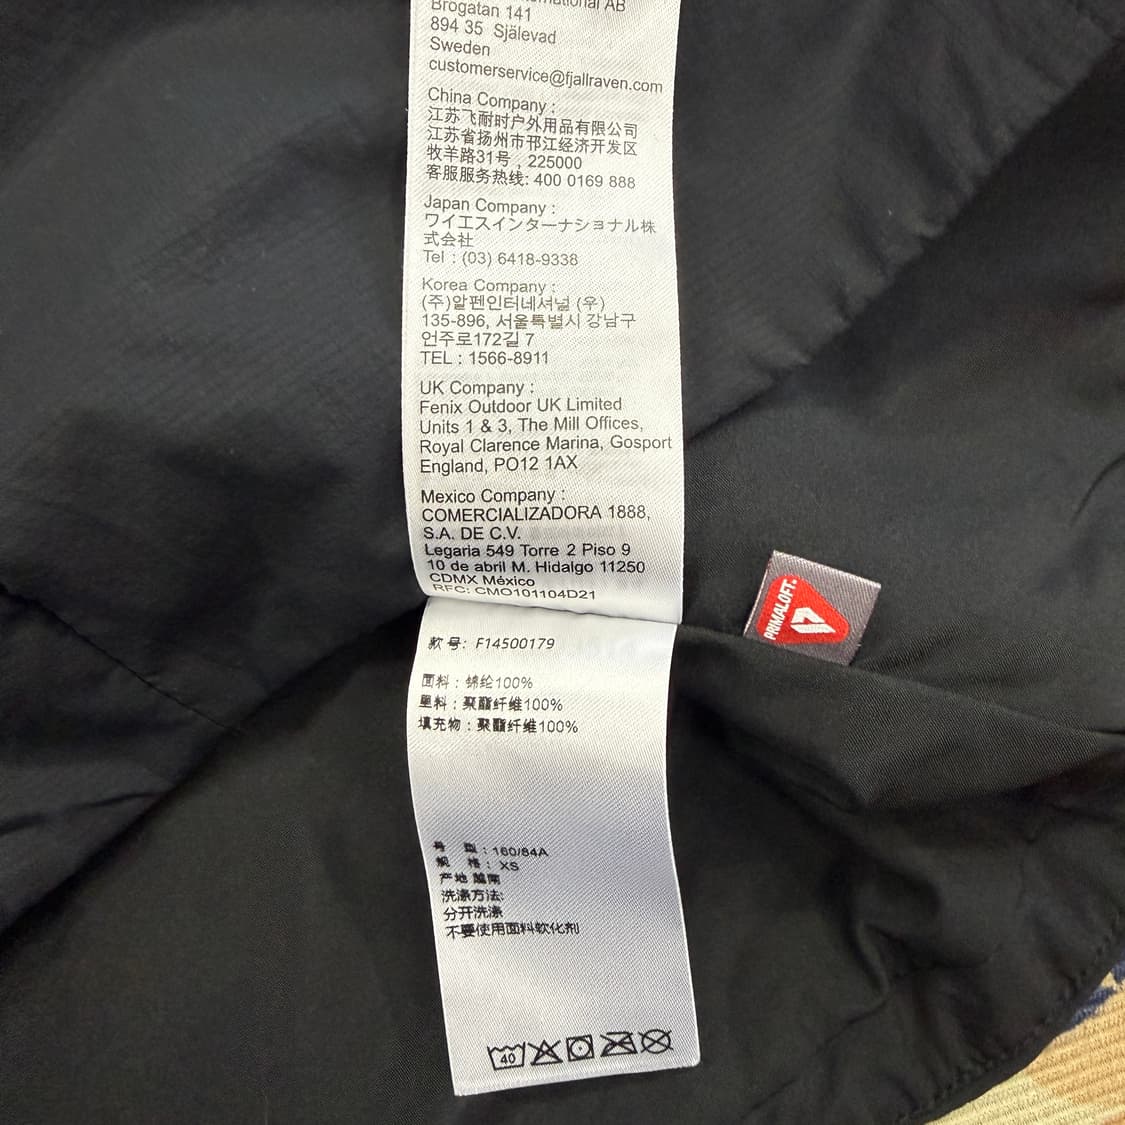 International AB
Brogatan 141
894 35 Själevad
Sweden
customerservice@fjallraven.com
China Company :
江苏飞耐时户外用品有限公司
江苏省扬州市邗江经济开发区
牧羊路31号，225000
客服服务热线: 400 0169 888
Japan Company :
ワイエスインターナショナル株
式会社
Tel : (03) 6418-9338
Korea Company :
(주)알펜인터네셔널 (우)
135-896, 서울특별시 강남구
언주로172길 7
TEL : 1566-8911
UK Company :
Fenix Outdoor UK Limited
Units 1 & 3, The Mill Offices,
Royal Clarence Marina, Gosport
England, PO12 1AX
Mexico Company :
COMERCIALIZADORA 1888,
S.A. DE C.V.
Legaria 549 Torre 2 Piso 9
10 de abril M. Hidalgo 11250
CDMX México
RFC: CMO101104D21
PRIMALOFT
款号: F14500179
面料 : 锦纶100%
里料 : 聚酯纤维100%
填充物 : 聚酯纤维100%
号 型 : 160/84A
规 格 : XS
产地 越南
洗涤方法:
分开洗涤
不要使用面料软化剂
40